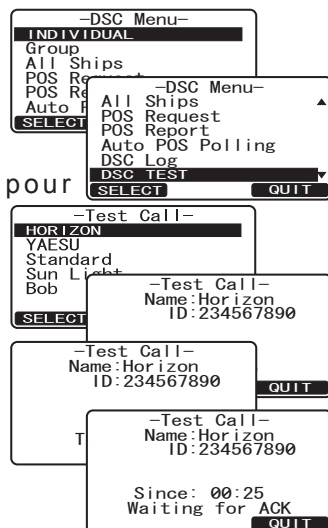 -DSC Menu-
INDIVIDUAL
Group
All Ships
POS
POS
Auto
SELECT
-DSC Menu-
All Ships
POS Request
POS Report
Auto POS Polling
DSC Log
DSC TEST
SELECT QUIT
pour
-Test Call-
HORIZON
YAESU
Standard
Sun
Bob
SELECT
-Test Call-
Name:Horizon
ID:234567890
QUIT
-Test Call-
Name:Horizon
ID:234567890
T
-Test Call-
Name:Horizon
ID:234567890
Since: 00:25
Waiting for ACK
QUIT